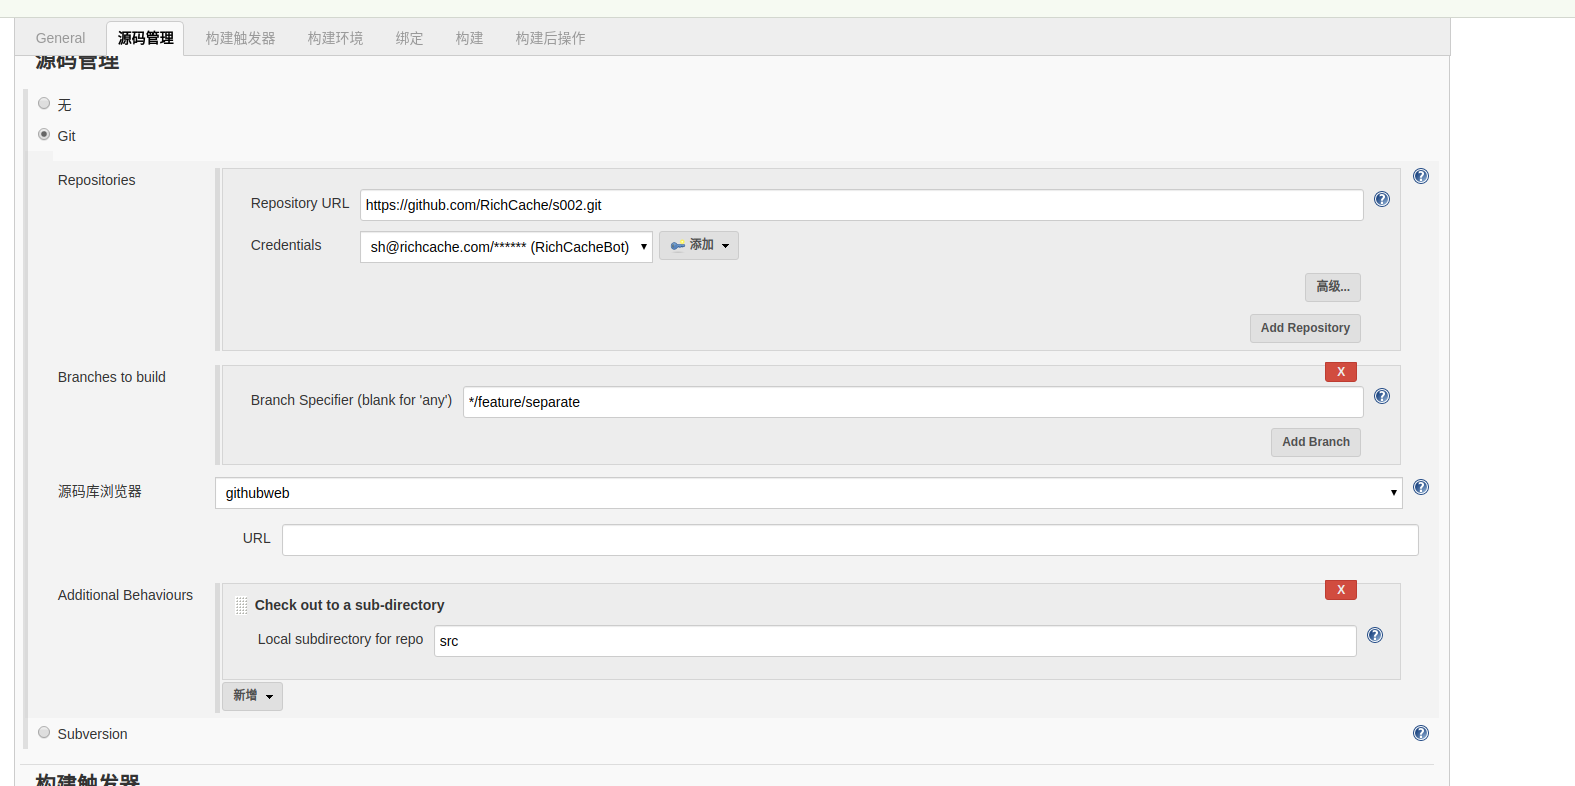 General 源码管理 构建触发器 构建环境 绑定 构建 构建后操作
源码管理
无
Git
Repositories
Repository URL https://github.com/RichCache/s002.git
Credentials sh@richcache.com/****** (RichCacheBot) 添加
高级...
Add Repository
Branches to build X
Branch Specifier (blank for 'any') */feature/separate
Add Branch
源码库浏览器 githubweb
URL
Additional Behaviours X
Check out to a sub-directory
Local subdirectory for repo src
新增
Subversion
构建触发器